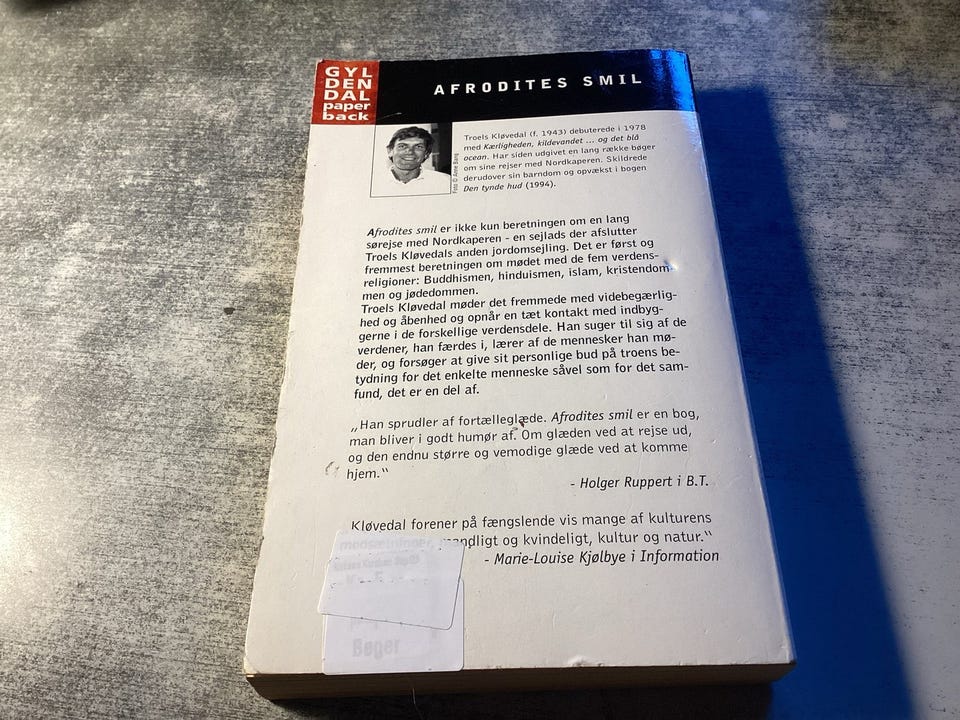 GYL
DEN
DAL
paper
back
AFRODITES SMIL
Foto © Anne Bang
Troels Kløvedal (f. 1943) debuterede i 1978
med Kærligheden, kildevandet ... og det blå
ocean. Har siden udgivet en lang række bøger
om sine rejser med Nordkaperen. Skildrede
derudover sin barndom og opvækst i bogen
Den tynde hud (1994).
Afrodites smil er ikke kun beretningen om en lang
sørejse med Nordkaperen - en sejlads der afslutter
Troels Kløvedals anden jordomsejling. Det er først og
fremmest beretningen om mødet med de fem verdens-
religioner: Buddhismen, hinduismen, islam, kristendom-
men og jødedommen.
Troels Kløvedal møder det fremmede med videbegærlig-
hed og åbenhed og opnår en tæt kontakt med indbyg-
gerne i de forskellige verdensdele. Han suger til sig af de
verdener, han færdes i, lærer af de mennesker han mø-
der, og forsøger at give sit personlige bud på troens be-
tydning for det enkelte menneske såvel som for det sam-
fund, det er en del af.
„Han sprudler af fortælleglæde. Afrodites smil er en bog,
man bliver i godt humør af. Om glæden ved at rejse ud,
og den endnu større og vemodige glæde ved at komme
hjem.“
- Holger Ruppert i B.T.
Kløvedal forener på fængslende vis mange af kulturens
modsætninger, mandligt og kvindeligt, kultur og natur.“
- Marie-Louise Kjølbye i Information
Bøger